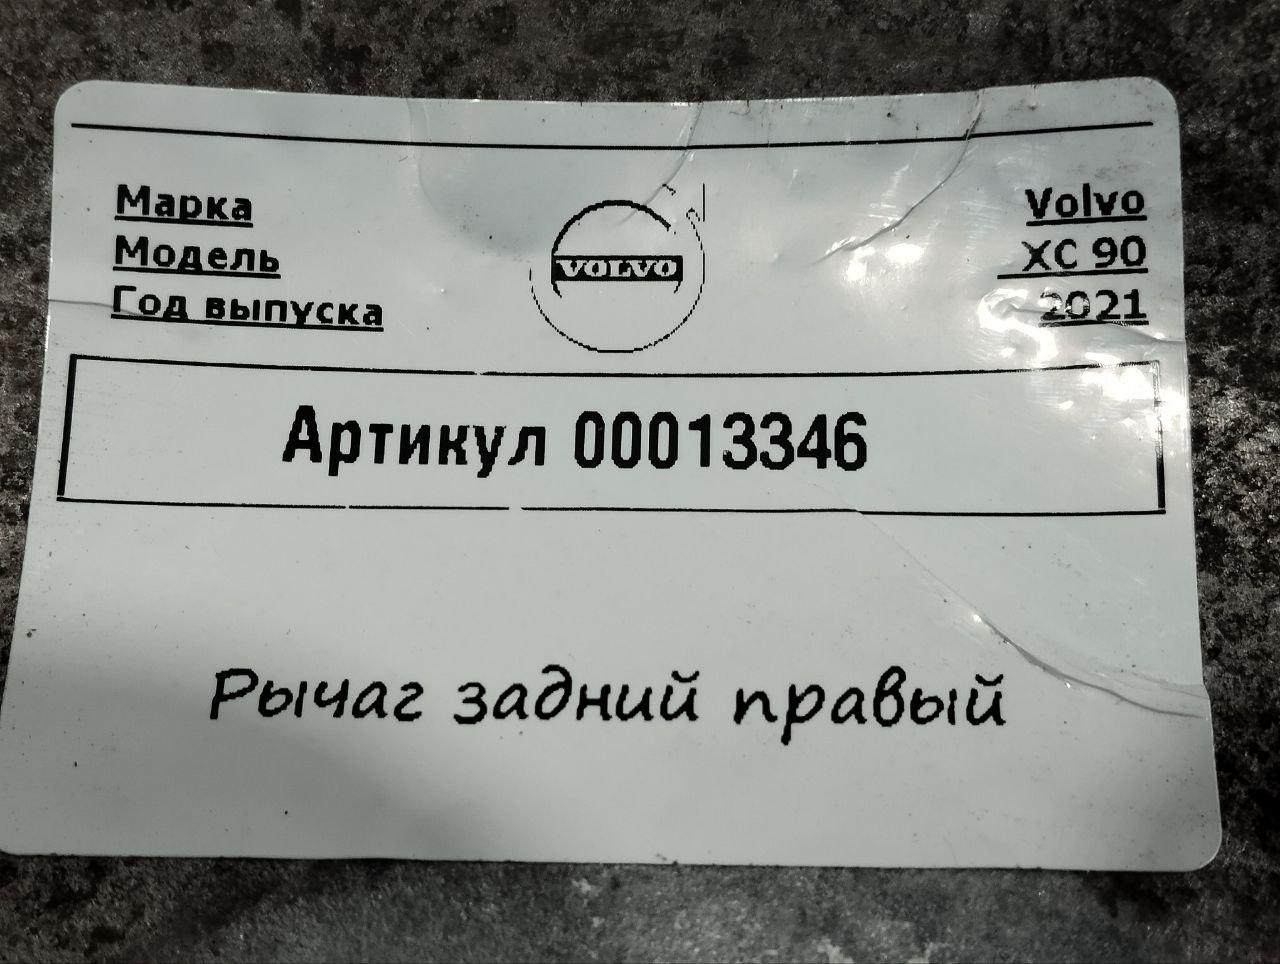 Марка
Volvo
VOLVO
Модель
XC 90
Год выпуска
2021
Артикул 00013346
Рычаг задний правый